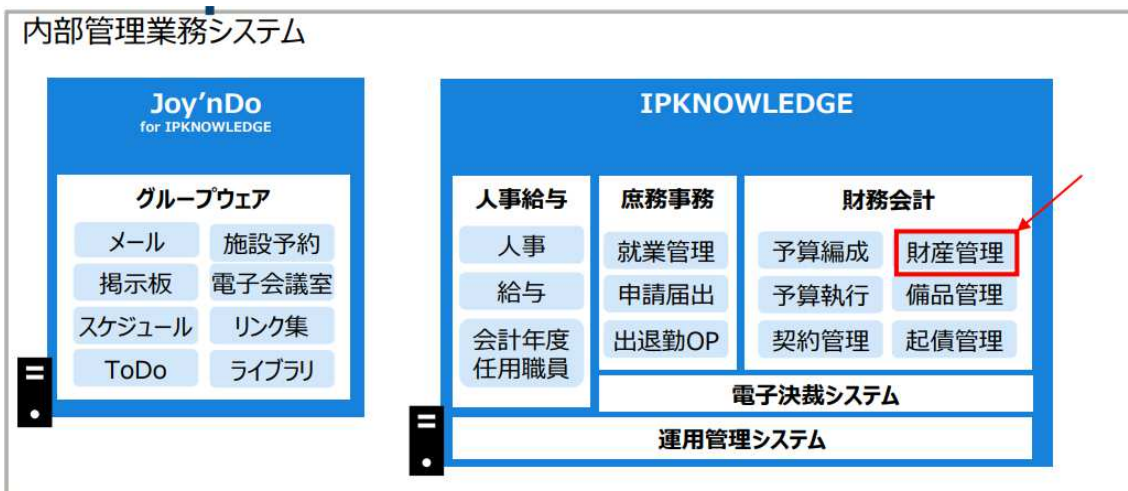 内部管理業務システム
Joy'nDo
for IPKNOWLEDGE
グループウェア
メール
施設予約
掲示板
電子会議室
スケジュール
リンク集
ToDo
ライブラリ
IPKNOWLEDGE
人事給与
人事
給与
会計年度
任用職員
庶務事務
就業管理
申請届出
出退勤OP
財務会計
予算編成
財産管理
予算執行
備品管理
契約管理
起債管理
電子決裁システム
運用管理システム